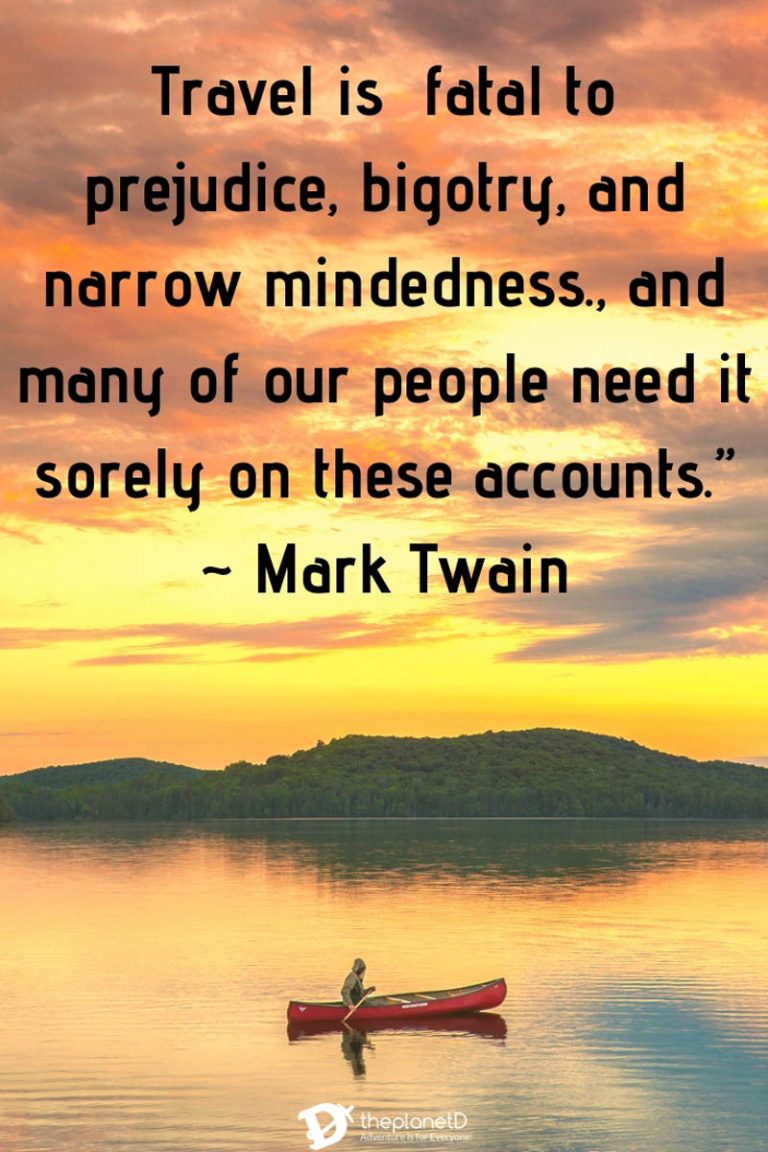 Travel is  fatal to
prejudice, bigotry, and
narrow mindedness., and
many of our people need it
sorely on these accounts.”
~ Mark Twain
theplanetD
Adventure is for Everyone!